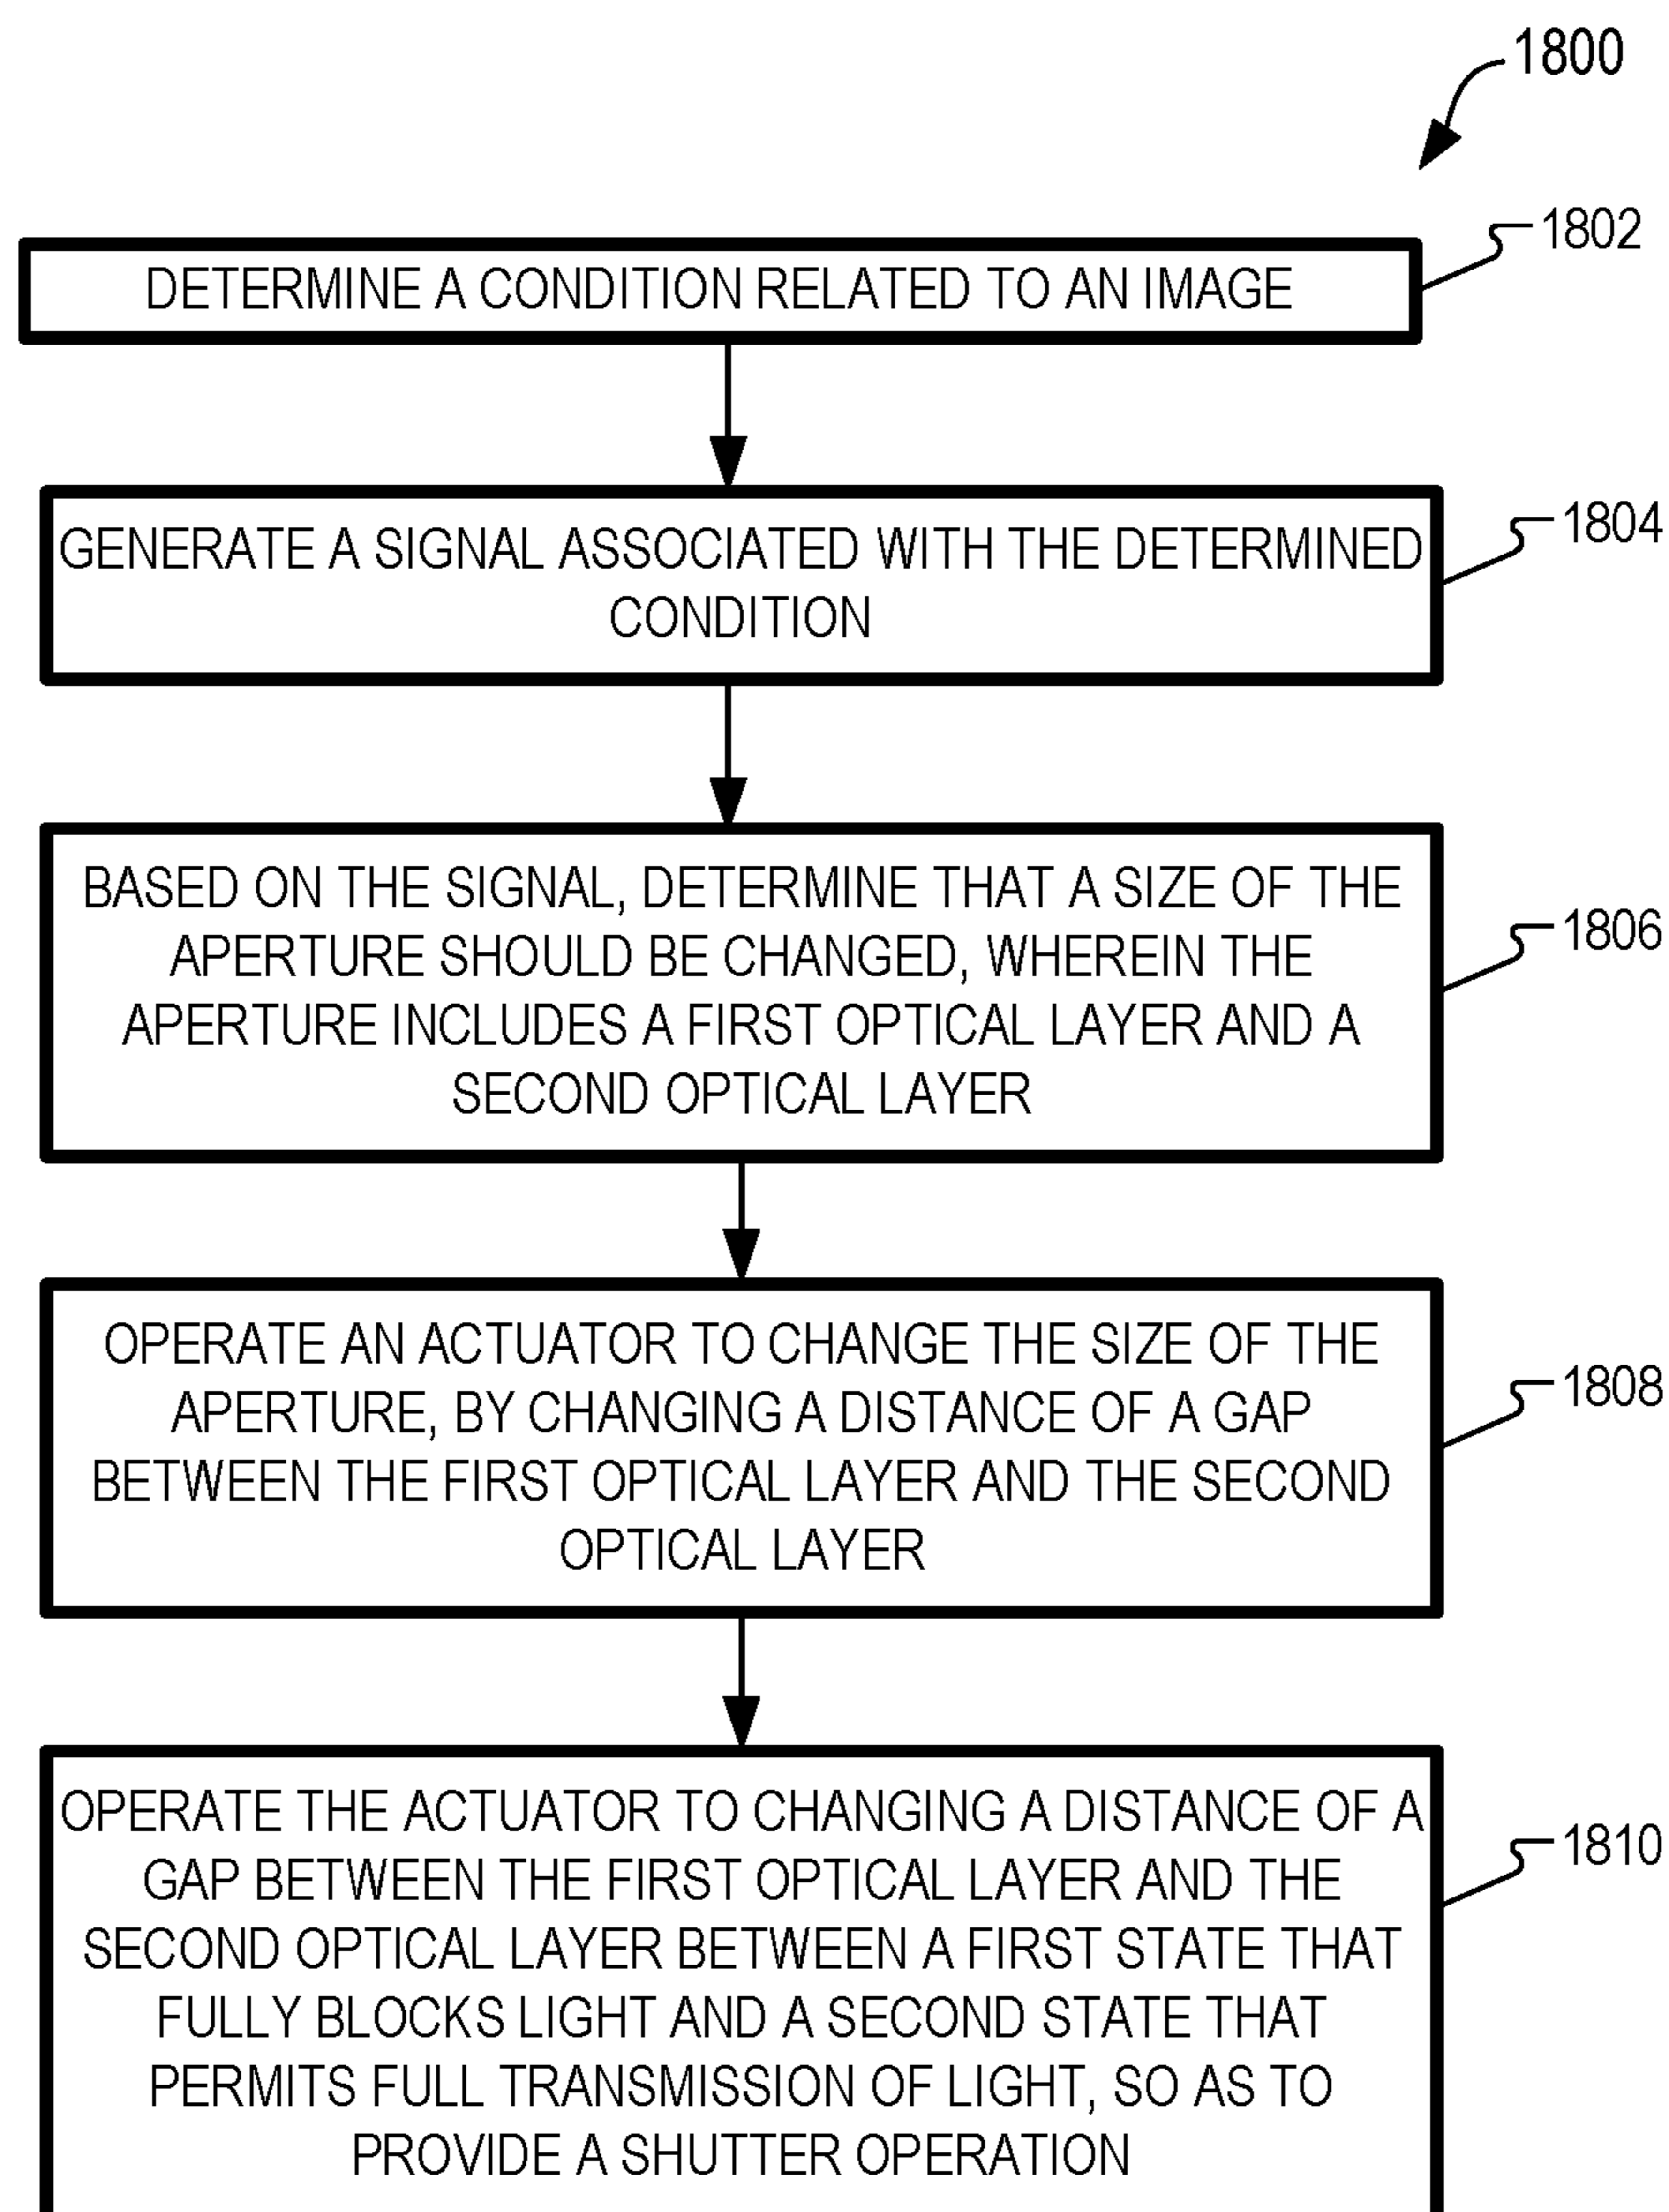 1800
1802
DETERMINE A CONDITION RELATED TO AN IMAGE
1804
GENERATE A SIGNAL ASSOCIATED WITH THE DETERMINED
CONDITION
1806
BASED ON THE SIGNAL, DETERMINE THAT A SIZE OF THE
APERTURE SHOULD BE CHANGED, WHEREIN THE
APERTURE INCLUDES A FIRST OPTICAL LAYER AND A
SECOND OPTICAL LAYER
1808
OPERATE AN ACTUATOR TO CHANGE THE SIZE OF THE
APERTURE, BY CHANGING A DISTANCE OF A GAP
BETWEEN THE FIRST OPTICAL LAYER AND THE SECOND
OPTICAL LAYER
1810
OPERATE THE ACTUATOR TO CHANGING A DISTANCE OF A
GAP BETWEEN THE FIRST OPTICAL LAYER AND THE
SECOND OPTICAL LAYER BETWEEN A FIRST STATE THAT
FULLY BLOCKS LIGHT AND A SECOND STATE THAT
PERMITS FULL TRANSMISSION OF LIGHT, SO AS TO
PROVIDE A SHUTTER OPERATION